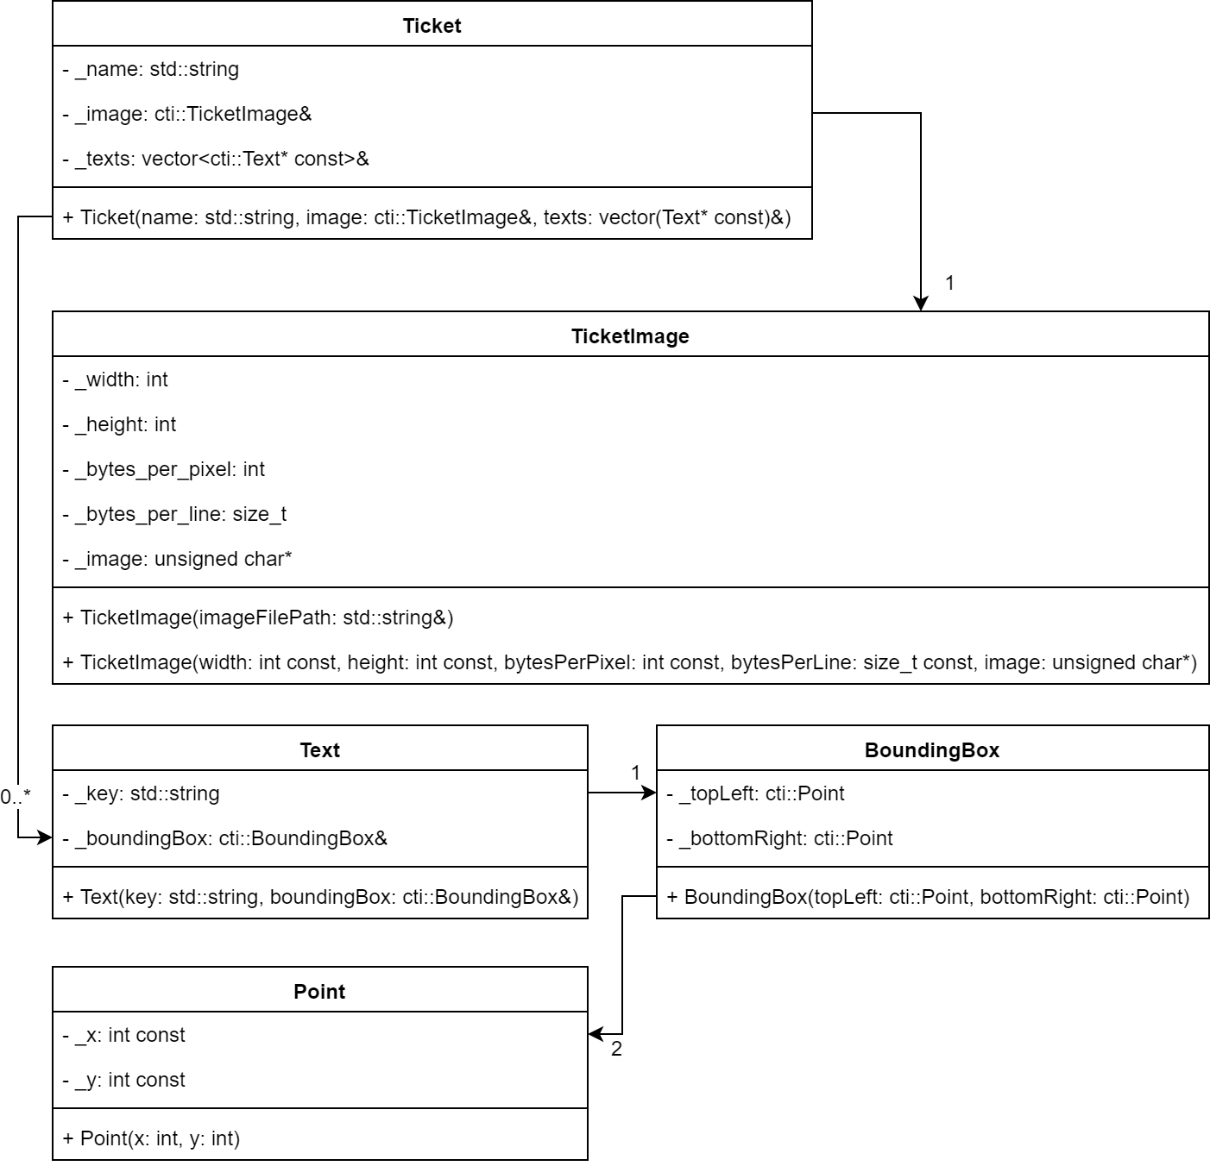 Ticket
- _name: std::string
- _image: cti::TicketImage&
- _texts: vector<cti::Text* const>&
+ Ticket(name: std::string, image: cti::TicketImage&, texts: vector(Text* const)&)
1
TicketImage
- _width: int
- _height: int
- _bytes_per_pixel: int
- _bytes_per_line: size_t
- _image: unsigned char*
+ TicketImage(imageFilePath: std::string&)
+ TicketImage(width: int const, height: int const, bytesPerPixel: int const, bytesPerLine: size_t const, image: unsigned char*)
0..*
Text
- _key: std::string
- _boundingBox: cti::BoundingBox&
+ Text(key: std::string, boundingBox: cti::BoundingBox&)
1
BoundingBox
- _topLeft: cti::Point
- _bottomRight: cti::Point
+ BoundingBox(topLeft: cti::Point, bottomRight: cti::Point)
2
Point
- _x: int const
- _y: int const
+ Point(x: int, y: int)